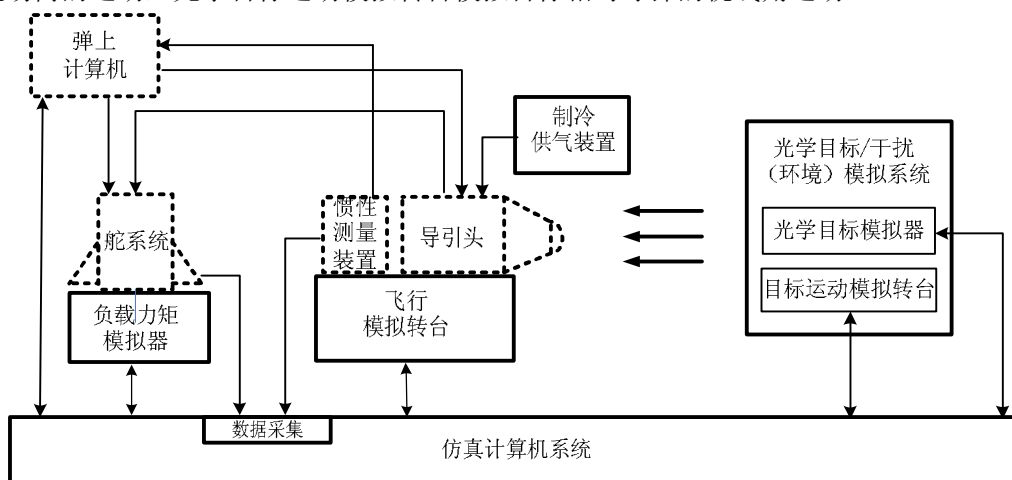 弹上
计算机
制冷
供气装置
光学目标/干扰
（环境）模拟系统
光学目标模拟器
目标运动模拟转台
惯性
测量
装置
导引头
舵系统
飞行
模拟转台
负载力矩
模拟器
数据采集
仿真计算机系统